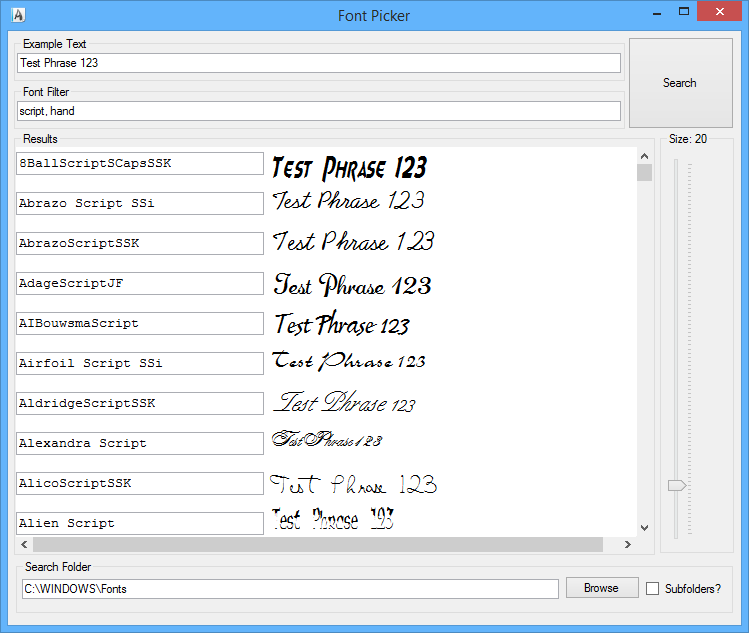 Font Picker
Example Text
Test Phrase 123
Search
Font Filter
script, hand
Results
Size: 20
8BallScriptSCapsSSK Test Phrase 123
Abrazo Script SSi Test Phrase 123
AbrazoScriptSSK Test Phrase 123
AdageScriptJF Test Phrase 123
AIBouwsmaScript Test Phrase 123
Airfoil Script SSi Test Phrase 123
AldridgeScriptSSK Test Phrase 123
Alexandra Script Test Phrase 123
AlicoScriptSSK Test Phrase 123
Alien Script Test Phrase 123
Search Folder
C:\WINDOWS\Fonts
Browse
Subfolders?